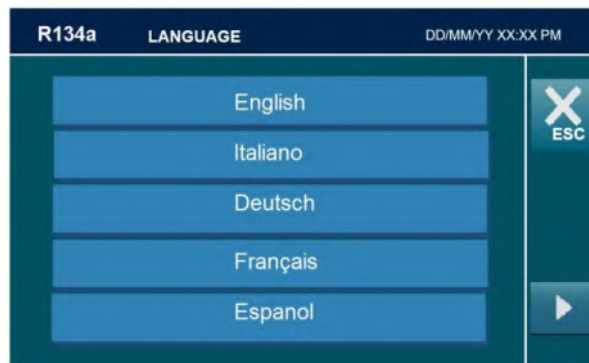 R134a LANGUAGE DD/MM/YY XX:XX PM
English
ESC
Italiano
Deutsch
Français
Espanol